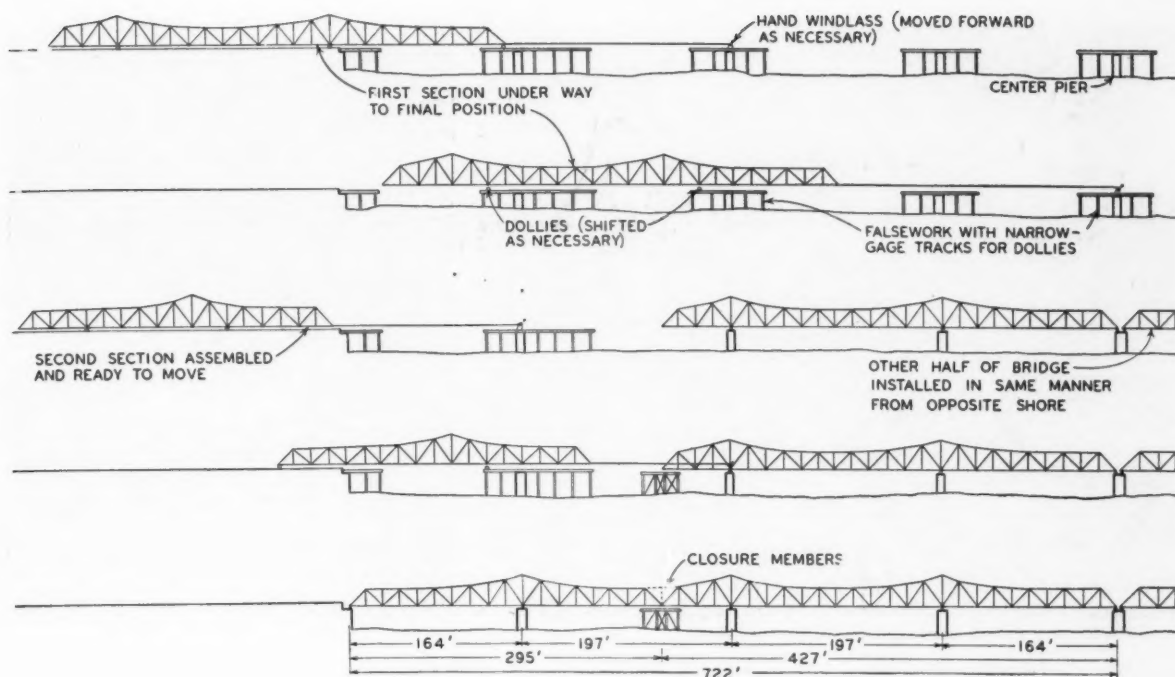 HAND WINDLASS (MOVED FORWARD
AS NECESSARY)
CENTER PIER
FIRST SECTION UNDER WAY
TO FINAL POSITION
DOLLIES (SHIFTED
AS NECESSARY)
FALSEWORK WITH NARROW-
GAGE TRACKS FOR DOLLIES
SECOND SECTION ASSEMBLED
AND READY TO MOVE
OTHER HALF OF BRIDGE
INSTALLED IN SAME MANNER
FROM OPPOSITE SHORE
CLOSURE MEMBERS
164' 197' 197' 164'
295' 427'
722'